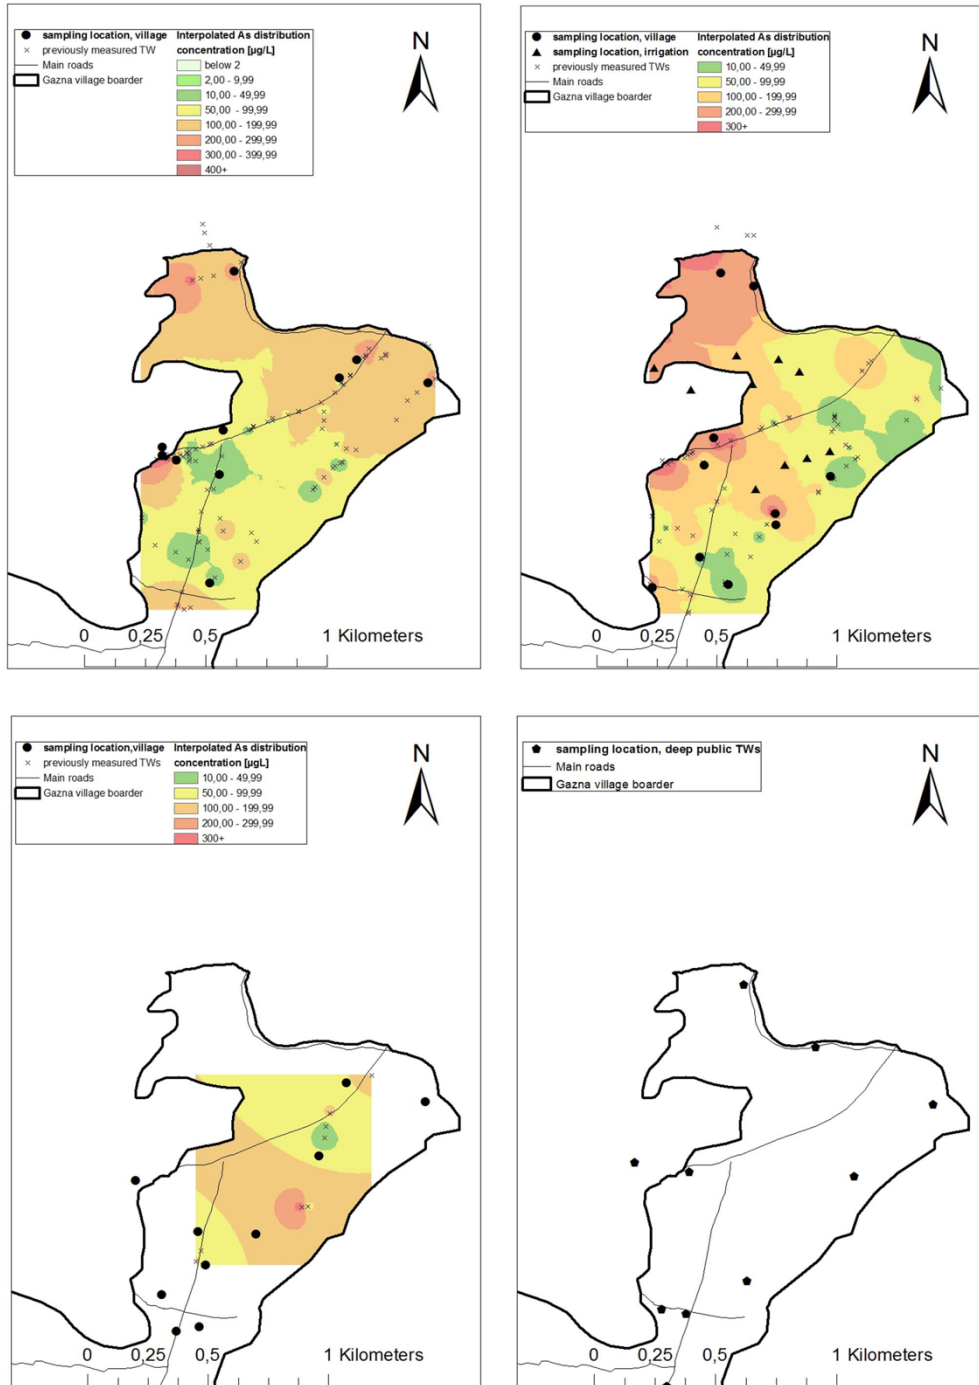 sampling location, village Interpolated As distribution
previously measured TW concentration [µg/L]
Main roads below 2
Gazna village boarder 2,00 - 9,99
10,00 - 49,99
50,00 - 99,99
100,00 - 199,99
200,00 - 299,99
300,00 - 399,99
400+
N
0 0,25 0,5 1 Kilometers
sampling location, village Interpolated As distribution
sampling location, irrigation concentration [µg/L]
previously measured TWs 10,00 - 49,99
Main roads 50,00 - 99,99
Gazna village boarder 100,00 - 199,99
200,00 - 299,99
300+
N
0 0,25 0,5 1 Kilometers
sampling location,village Interpolated As distribution
previously measured TWs concentration [µgL]
Main roads 10,00 - 49,99
Gazna village boarder 50,00 - 99,99
100,00 - 199,99
200,00 - 299,99
300+
N
0 0,25 0,5 1 Kilometers
sampling location, deep public TWs
Main roads
Gazna village boarder
N
0 0,25 0,5 1 Kilometers